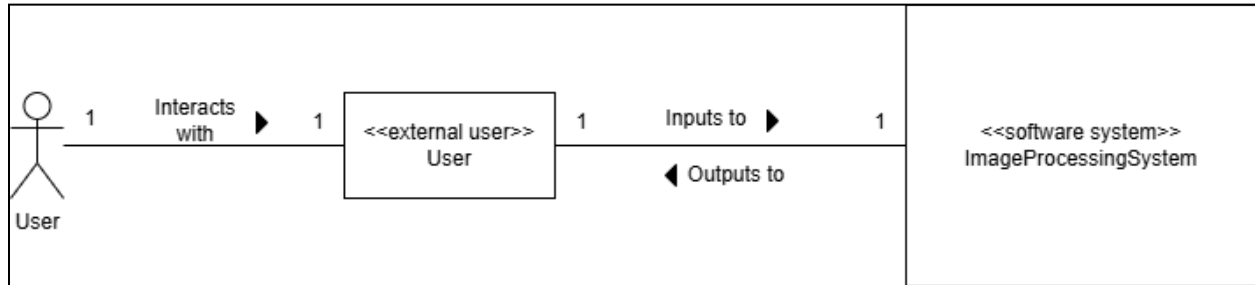 1
Interacts
with
1
<<external user>>
User
1
Inputs to
1
Outputs to
<<software system>>
ImageProcessingSystem
User